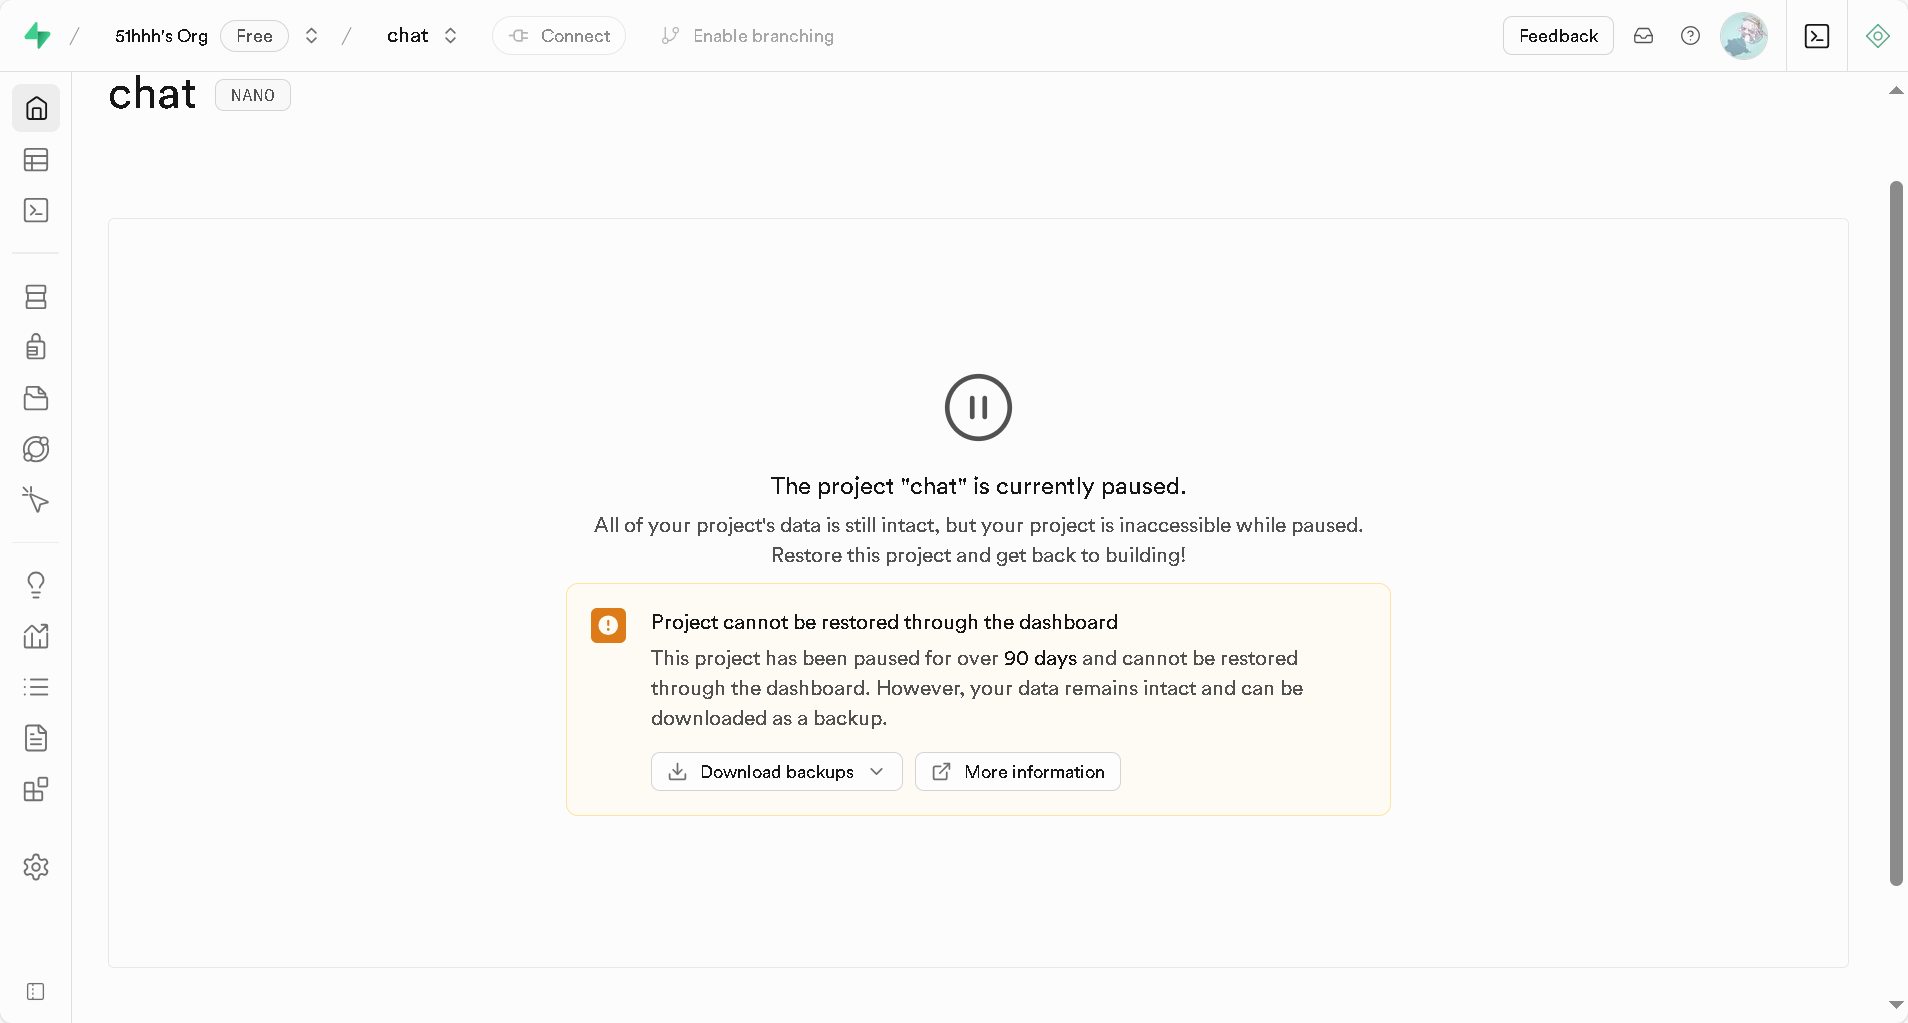 51hhh's Org Free / chat Connect Enable branching Feedback
chat NANO
The project "chat" is currently paused.
All of your project's data is still intact, but your project is inaccessible while paused.
Restore this project and get back to building!
Project cannot be restored through the dashboard
This project has been paused for over 90 days and cannot be restored
through the dashboard. However, your data remains intact and can be
downloaded as a backup.
Download backups More information